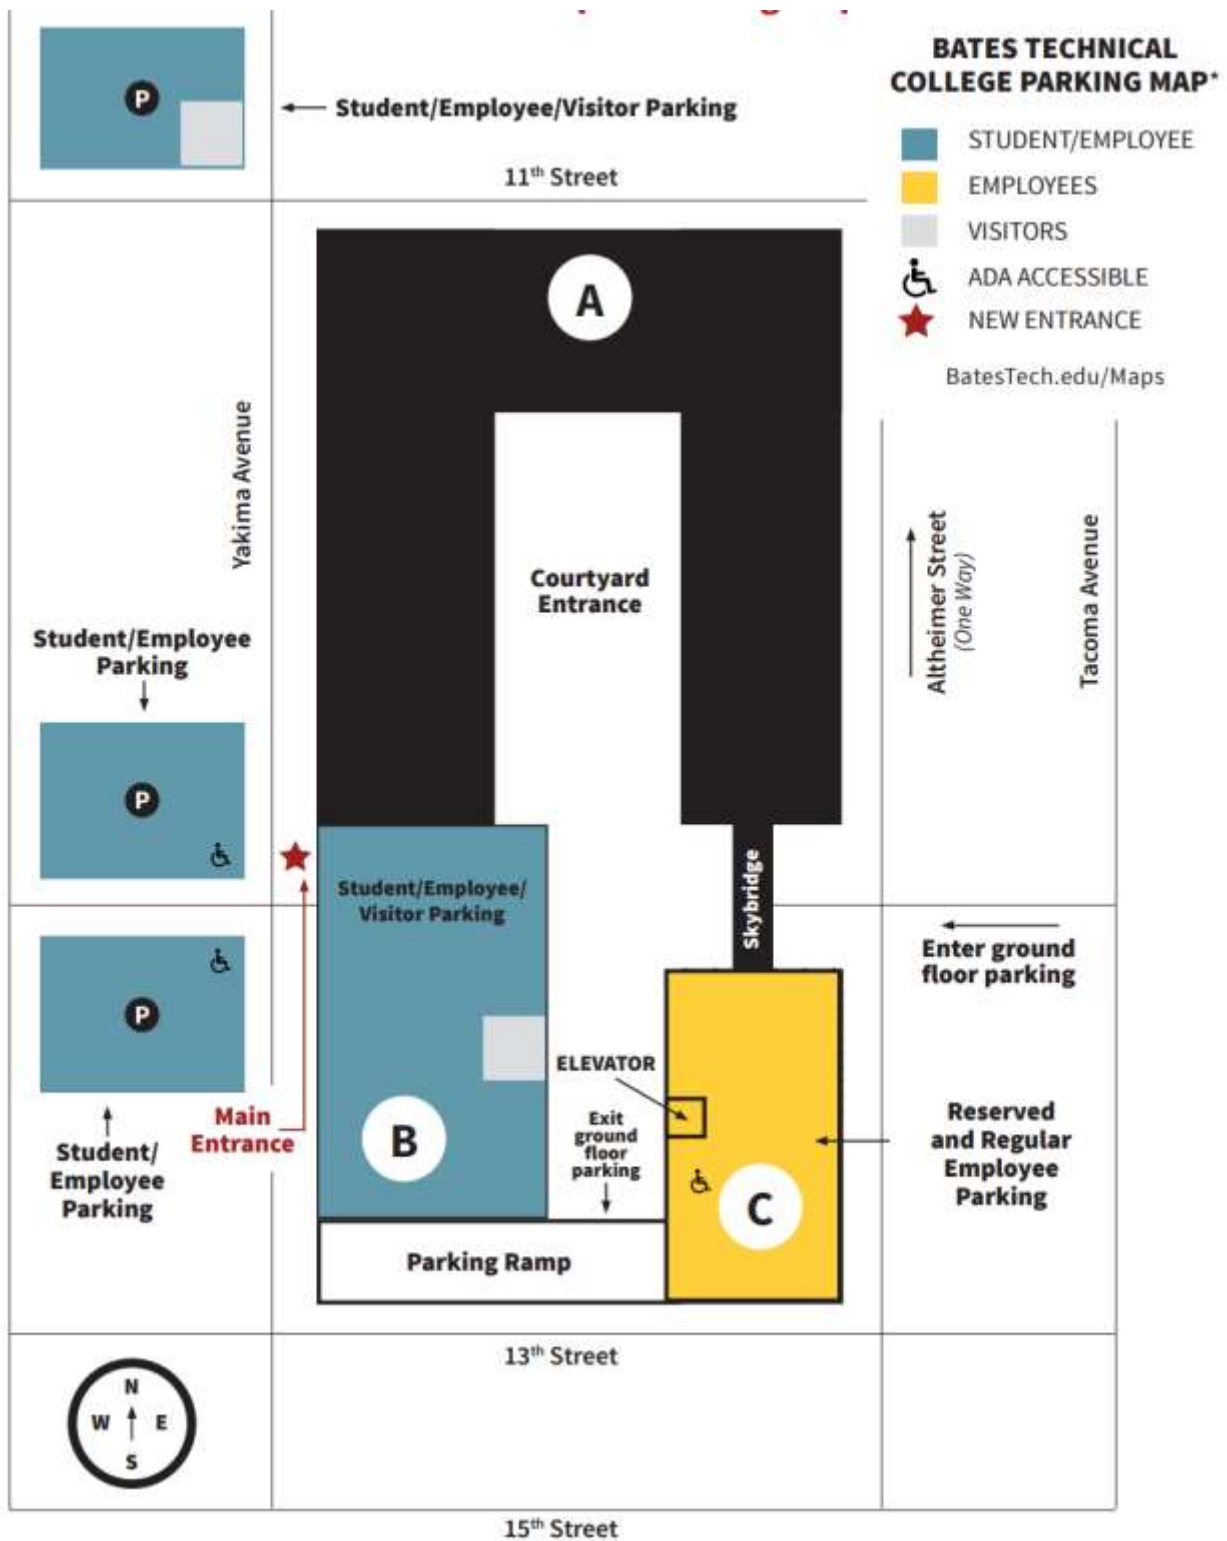 BATES TECHNICAL
COLLEGE PARKING MAP*
STUDENT/EMPLOYEE
EMPLOYEES
VISITORS
ADA ACCESSIBLE
NEW ENTRANCE
BatesTech.edu/Maps
P
Student/Employee/Visitor Parking
11th Street
A
Yakima Avenue
Courtyard
Entrance
Altheimer Street
(One Way)
Tacoma Avenue
Student/Employee
Parking
P
Student/Employee/
Visitor Parking
Skybridge
Enter ground
floor parking
P
ELEVATOR
Main
Entrance
B
Exit
ground
floor
parking
Reserved
and Regular
Employee
Parking
Student/
Employee
Parking
C
Parking Ramp
13th Street
N
W E
S
15th Street